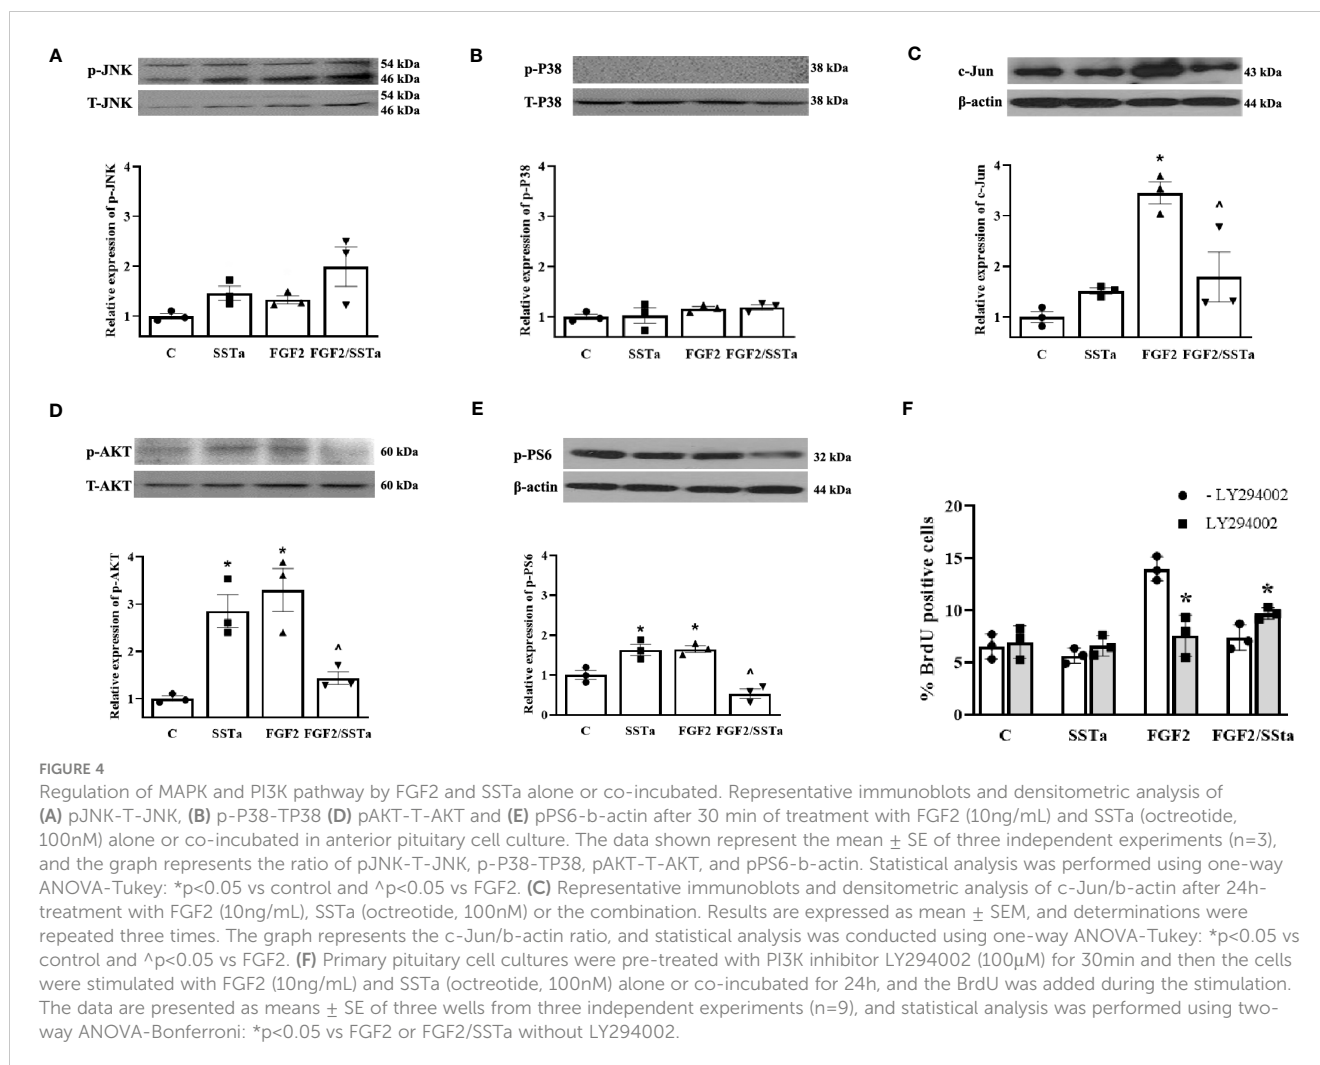 A
p-JNK
54 kDa
46 kDa
T-JNK
54 kDa
46 kDa
Relative expression of p-JNK
4
3
2
1
C SSTa FGF2 FGF2/SSTa
B
p-P38
38 kDa
T-P38
38 kDa
Relative expression of p-P38
4
3
2
1
C SSTa FGF2 FGF2/SSTa
C
c-Jun
43 kDa
β-actin
44 kDa
Relative expression of c-Jun
4
3
2
1
*
^
C SSTa FGF2 FGF2/SSTa
D
p-AKT
60 kDa
T-AKT
60 kDa
Relative expression of p-AKT
4
3
2
1
*
*
^
C SSTa FGF2 FGF2/SSTa
E
p-PS6
32 kDa
β-actin
44 kDa
Relative expression of p-PS6
4
3
2
1
0
*
*
^
C SSTa FGF2 FGF2/SSTa
F
- LY294002
LY294002
% BrdU positive cells
20
15
10
5
0
*
*
C SSTa FGF2 FGF2/SSta
FIGURE 4
Regulation of MAPK and PI3K pathway by FGF2 and SSTa alone or co-incubated. Representative immunoblots and densitometric analysis of
(A) pJNK-T-JNK, (B) p-P38-TP38 (D) pAKT-T-AKT and (E) pPS6-b-actin after 30 min of treatment with FGF2 (10ng/mL) and SSTa (octreotide,
100nM) alone or co-incubated in anterior pituitary cell culture. The data shown represent the mean ± SE of three independent experiments (n=3),
and the graph represents the ratio of pJNK-T-JNK, p-P38-TP38, pAKT-T-AKT, and pPS6-b-actin. Statistical analysis was performed using one-way
ANOVA-Tukey: *p<0.05 vs control and ^p<0.05 vs FGF2. (C) Representative immunoblots and densitometric analysis of c-Jun/b-actin after 24h-
treatment with FGF2 (10ng/mL), SSTa (octreotide, 100nM) or the combination. Results are expressed as mean ± SEM, and determinations were
repeated three times. The graph represents the c-Jun/b-actin ratio, and statistical analysis was conducted using one-way ANOVA-Tukey: *p<0.05 vs
control and ^p<0.05 vs FGF2. (F) Primary pituitary cell cultures were pre-treated with PI3K inhibitor LY294002 (100μM) for 30min and then the cells
were stimulated with FGF2 (10ng/mL) and SSTa (octreotide, 100nM) alone or co-incubated for 24h, and the BrdU was added during the stimulation.
The data are presented as means ± SE of three wells from three independent experiments (n=9), and statistical analysis was performed using two-
way ANOVA-Bonferroni: *p<0.05 vs FGF2 or FGF2/SSTa without LY294002.